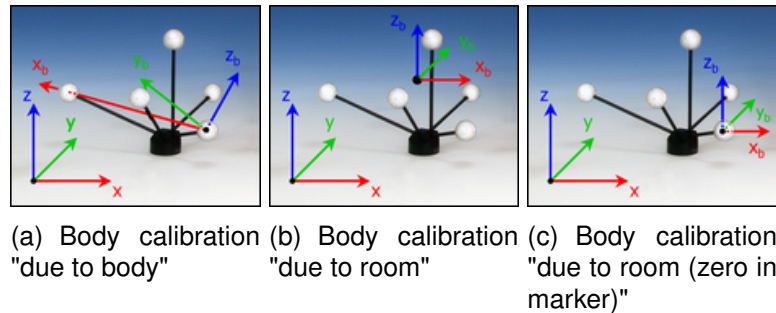 x_b
y_b
z_b
z
y
x
z_b
y_b
x_b
z
y
x
z_b
y_b
x_b
z
y
x
(a) Body calibration
"due to body"
(b) Body calibration
"due to room"
(c) Body calibration
"due to room (zero in
marker)"